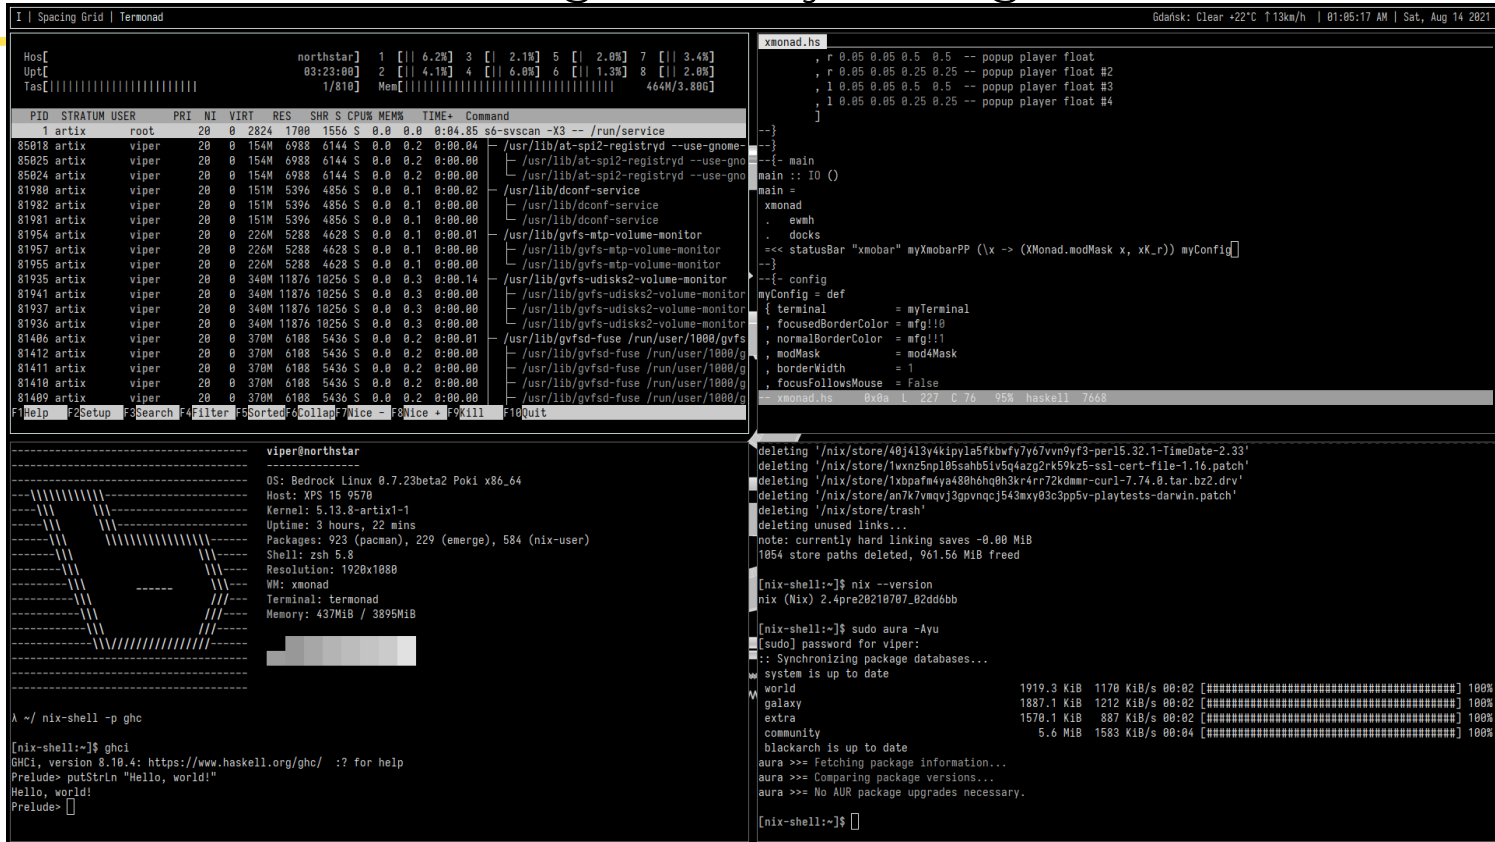 I | Spacing Grid | Termonad
Gdańsk: Clear +22°C ↑13km/h | 01:05:17 AM | Sat, Aug 14 2021
Hos[ northstar] 1 [|| 6.2%] 3 [| 2.1%] 5 [| 2.0%] 7 [|| 3.4%]
Upt[ 03:23:00] 2 [|| 4.1%] 4 [|| 6.0%] 6 [|| 1.3%] 8 [|| 2.0%]
Tas[||||||||||||||||||||||| 1/810] Mem[||||||||||||||||||||||||||||||||| 464M/3.80G]
PID STRATUM USER PRI NI VIRT RES SHR S CPU% MEM% TIME+ Command
1 artix root 20 0 2824 1700 1556 S 0.0 0.0 0:04.85 s6-svscan -X3 -- /run/service
85018 artix viper 20 0 154M 6988 6144 S 0.0 0.2 0:00.04 ├─ /usr/lib/at-spi2-registryd --use-gnome-
85025 artix viper 20 0 154M 6988 6144 S 0.0 0.2 0:00.00 │ ├─ /usr/lib/at-spi2-registryd --use-gno
85024 artix viper 20 0 154M 6988 6144 S 0.0 0.2 0:00.00 │ └─ /usr/lib/at-spi2-registryd --use-gno
81980 artix viper 20 0 151M 5396 4856 S 0.0 0.1 0:00.02 ├─ /usr/lib/dconf-service
81982 artix viper 20 0 151M 5396 4856 S 0.0 0.1 0:00.00 │ ├─ /usr/lib/dconf-service
81981 artix viper 20 0 151M 5396 4856 S 0.0 0.1 0:00.00 │ └─ /usr/lib/dconf-service
81954 artix viper 20 0 226M 5288 4628 S 0.0 0.1 0:00.01 ├─ /usr/lib/gvfs-mtp-volume-monitor
81957 artix viper 20 0 226M 5288 4628 S 0.0 0.1 0:00.00 │ ├─ /usr/lib/gvfs-mtp-volume-monitor
81955 artix viper 20 0 226M 5288 4628 S 0.0 0.1 0:00.00 │ └─ /usr/lib/gvfs-mtp-volume-monitor
81935 artix viper 20 0 340M 11876 10256 S 0.0 0.3 0:00.14 ├─ /usr/lib/gvfs-udisks2-volume-monitor
81941 artix viper 20 0 340M 11876 10256 S 0.0 0.3 0:00.00 │ ├─ /usr/lib/gvfs-udisks2-volume-monitor
81937 artix viper 20 0 340M 11876 10256 S 0.0 0.3 0:00.00 │ ├─ /usr/lib/gvfs-udisks2-volume-monitor
81936 artix viper 20 0 340M 11876 10256 S 0.0 0.3 0:00.00 │ └─ /usr/lib/gvfs-udisks2-volume-monitor
81406 artix viper 20 0 370M 6108 5436 S 0.0 0.2 0:00.01 ├─ /usr/lib/gvfsd-fuse /run/user/1000/gvfs
81412 artix viper 20 0 370M 6108 5436 S 0.0 0.2 0:00.00 │ ├─ /usr/lib/gvfsd-fuse /run/user/1000/g
81411 artix viper 20 0 370M 6108 5436 S 0.0 0.2 0:00.00 │ ├─ /usr/lib/gvfsd-fuse /run/user/1000/g
81410 artix viper 20 0 370M 6108 5436 S 0.0 0.2 0:00.00 │ ├─ /usr/lib/gvfsd-fuse /run/user/1000/g
81409 artix viper 20 0 370M 6108 5436 S 0.0 0.2 0:00.00 │ └─ /usr/lib/gvfsd-fuse /run/user/1000/g
F1Help F2Setup F3Search F4Filter F5SortedF6CollapF7Nice - F8Nice + F9Kill F10Quit
xmonad.hs
, r 0.05 0.05 0.5 0.5 -- popup player float
, r 0.05 0.05 0.25 0.25 -- popup player float #2
, l 0.05 0.05 0.5 0.5 -- popup player float #3
, l 0.05 0.05 0.25 0.25 -- popup player float #4
]
--}
--}
--{- main
main :: IO ()
main =
xmonad
. ewmh
. docks
=<< statusBar "xmobar" myXmobarPP (\x -> (XMonad.modMask x, xK_r)) myConfig
--}
--{- config
myConfig = def
{ terminal = myTerminal
, focusedBorderColor = mfg!!0
, normalBorderColor = mfg!!1
, modMask = mod4Mask
, borderWidth = 1
, focusFollowsMouse = False
-- xmonad.hs 0x0a L 227 C 76 95% haskell 7668
viper@northstar
---------------
OS: Bedrock Linux 0.7.23beta2 Poki x86_64
Host: XPS 15 9570
Kernel: 5.13.8-artix1-1
Uptime: 3 hours, 22 mins
Packages: 923 (pacman), 229 (emerge), 584 (nix-user)
Shell: zsh 5.8
Resolution: 1920x1080
WM: xmonad
Terminal: termonad
Memory: 437MiB / 3895MiB
λ ~/ nix-shell -p ghc
[nix-shell:~]$ ghci
GHCi, version 8.10.4: https://www.haskell.org/ghc/ :? for help
Prelude> putStrLn "Hello, world!"
Hello, world!
Prelude>
deleting '/nix/store/40j4l3y4kipyla5fkbwfy7y67vvn9yf3-perl5.32.1-TimeDate-2.33'
deleting '/nix/store/1wxnz5npl05sahb5iv5q4azg2rk59kz5-ssl-cert-file-1.16.patch'
deleting '/nix/store/1xbpafm4ya480h6hq0h3kr4rr72kdmmr-curl-7.74.0.tar.bz2.drv'
deleting '/nix/store/an7k7vmqvj3gpvnqcj543mxy03c3pp5v-playtests-darwin.patch'
deleting '/nix/store/trash'
deleting unused links...
note: currently hard linking saves -0.00 MiB
1054 store paths deleted, 961.56 MiB freed
[nix-shell:~]$ nix --version
nix (Nix) 2.4pre20210707_02dd6bb
[nix-shell:~]$ sudo aura -Ayu
[sudo] password for viper:
:: Synchronizing package databases...
system is up to date
world 1919.3 KiB 1170 KiB/s 00:02 [########################################] 100%
galaxy 1887.1 KiB 1212 KiB/s 00:02 [########################################] 100%
extra 1570.1 KiB 887 KiB/s 00:02 [########################################] 100%
community 5.6 MiB 1583 KiB/s 00:04 [########################################] 100%
blackarch is up to date
aura >>= Fetching package information...
aura >>= Comparing package versions...
aura >>= No AUR package upgrades necessary.
[nix-shell:~]$